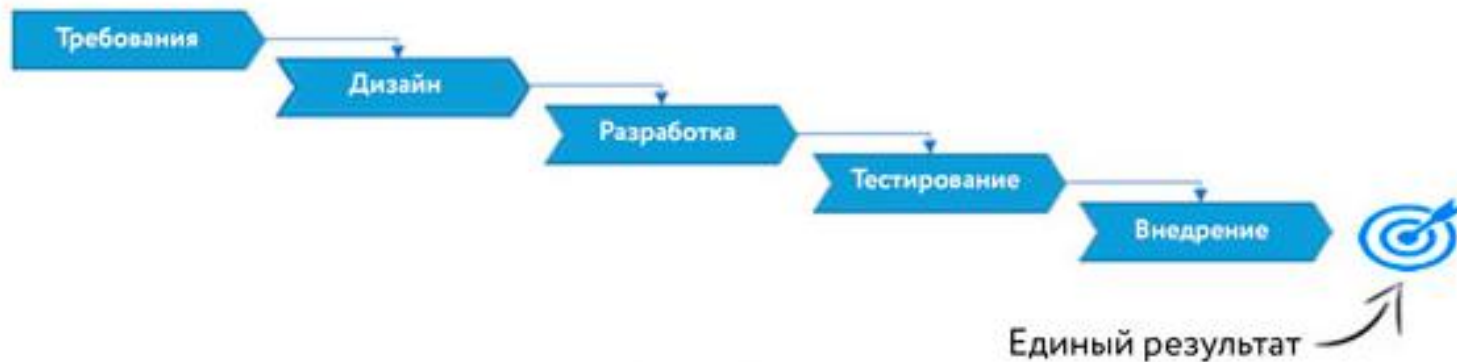 Требования
Дизайн
Разработка
Тестирование
Внедрение
Единый результат